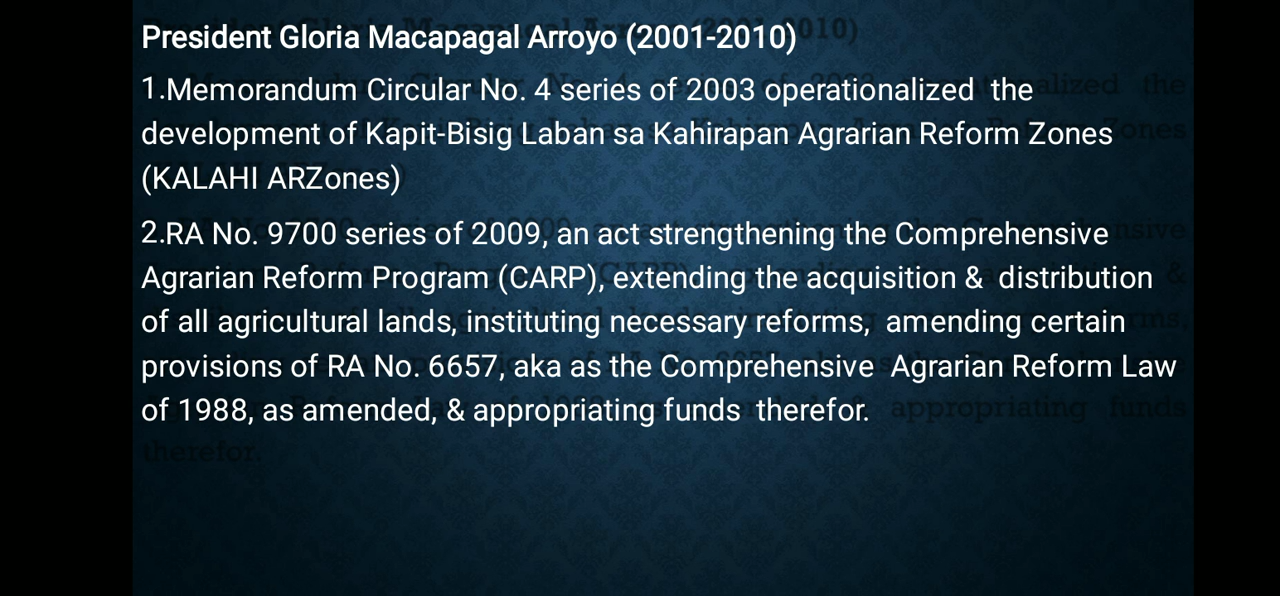 President Gloria Macapagal Arroyo (2001-2010)
1.Memorandum Circular No. 4 series of 2003 operationalized the
development of Kapit-Bisig Laban sa Kahirapan Agrarian Reform Zones
(KALAHI ARZones)
2.RA No. 9700 series of 2009, an act strengthening the Comprehensive
Agrarian Reform Program (CARP), extending the acquisition & distribution
of all agricultural lands, instituting necessary reforms, amending certain
provisions of RA No. 6657, aka as the Comprehensive Agrarian Reform Law
of 1988, as amended, & appropriating funds therefor.